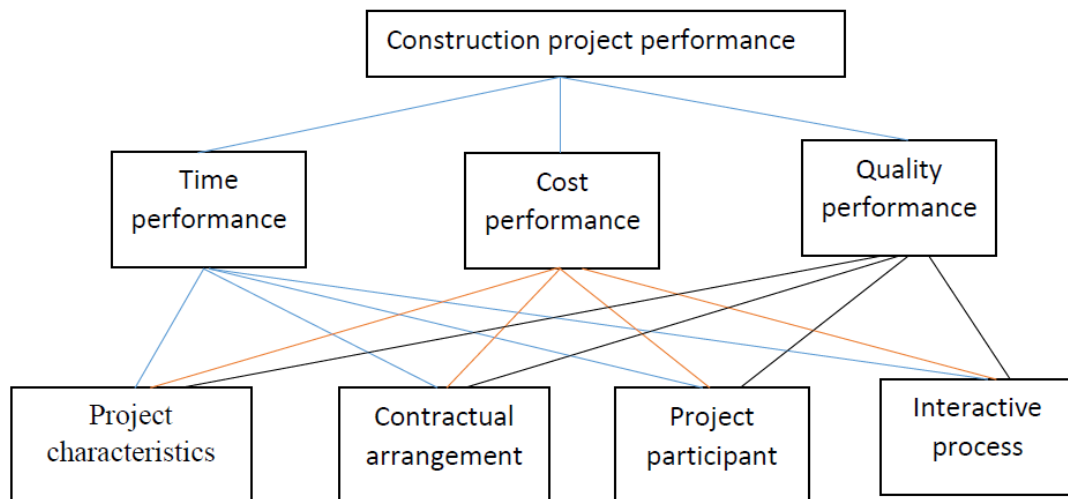 Construction project performance
Time
performance
Cost
performance
Quality
performance
Project
characteristics
Contractual
arrangement
Project
participant
Interactive
process